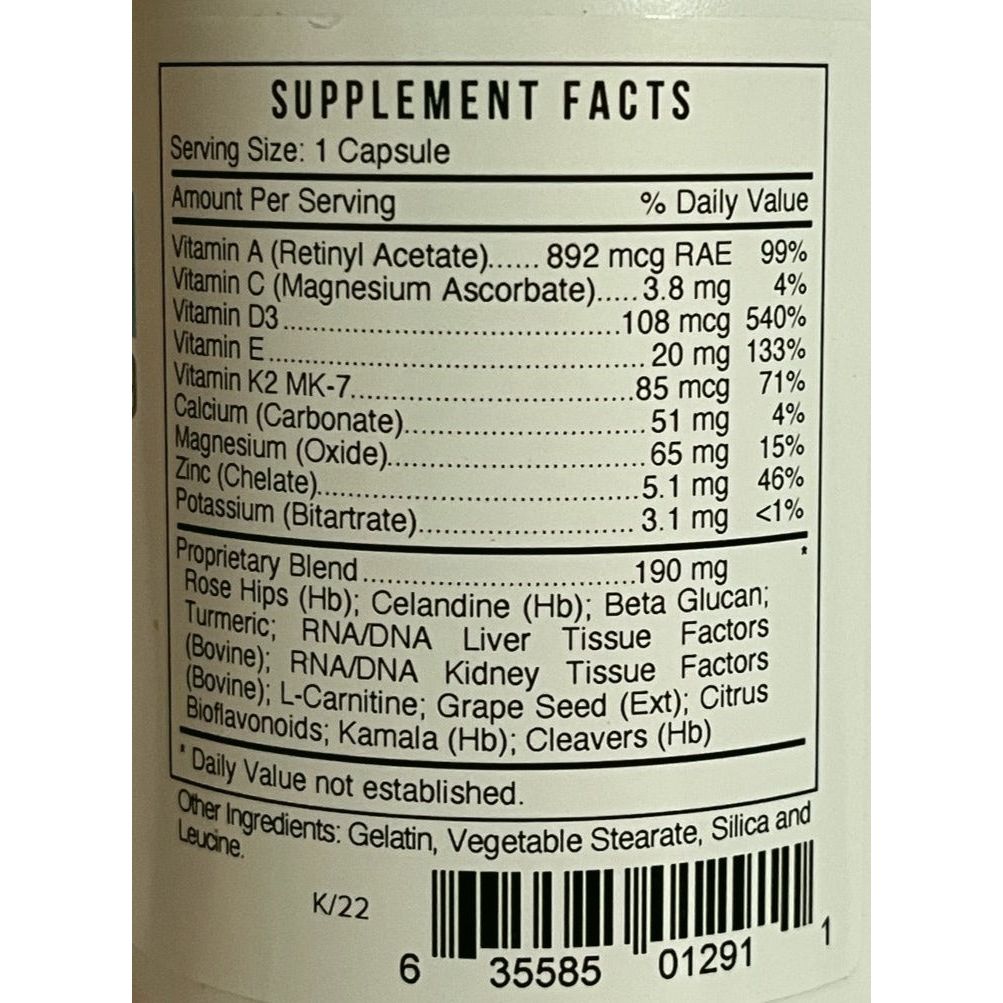 SUPPLEMENT FACTS
Serving Size: 1 Capsule
Amount Per Serving % Daily Value
Vitamin A (Retinyl Acetate)...... 892 mcg RAE 99%
Vitamin C (Magnesium Ascorbate)..... 3.8 mg 4%
Vitamin D3 ................................................ 108 mcg 540%
Vitamin E .................................................... 20 mg 133%
Vitamin K2 MK-7....................................... 85 mcg 71%
Calcium (Carbonate)................................. 51 mg 4%
Magnesium (Oxide)................................... 65 mg 15%
Zinc (Chelate)............................................ 5.1 mg 46%
Potassium (Bitartrate)............................. 3.1 mg <1%
Proprietary Blend ..................................... 190 mg *
Rose Hips (Hb); Celandine (Hb); Beta Glucan;
Turmeric; RNA/DNA Liver Tissue Factors
(Bovine); RNA/DNA Kidney Tissue Factors
(Bovine); L-Carnitine; Grape Seed (Ext); Citrus
Bioflavonoids; Kamala (Hb); Cleavers (Hb)
* Daily Value not established.
Other Ingredients: Gelatin, Vegetable Stearate, Silica and
Leucine.
K/22
6 35585 01291 1